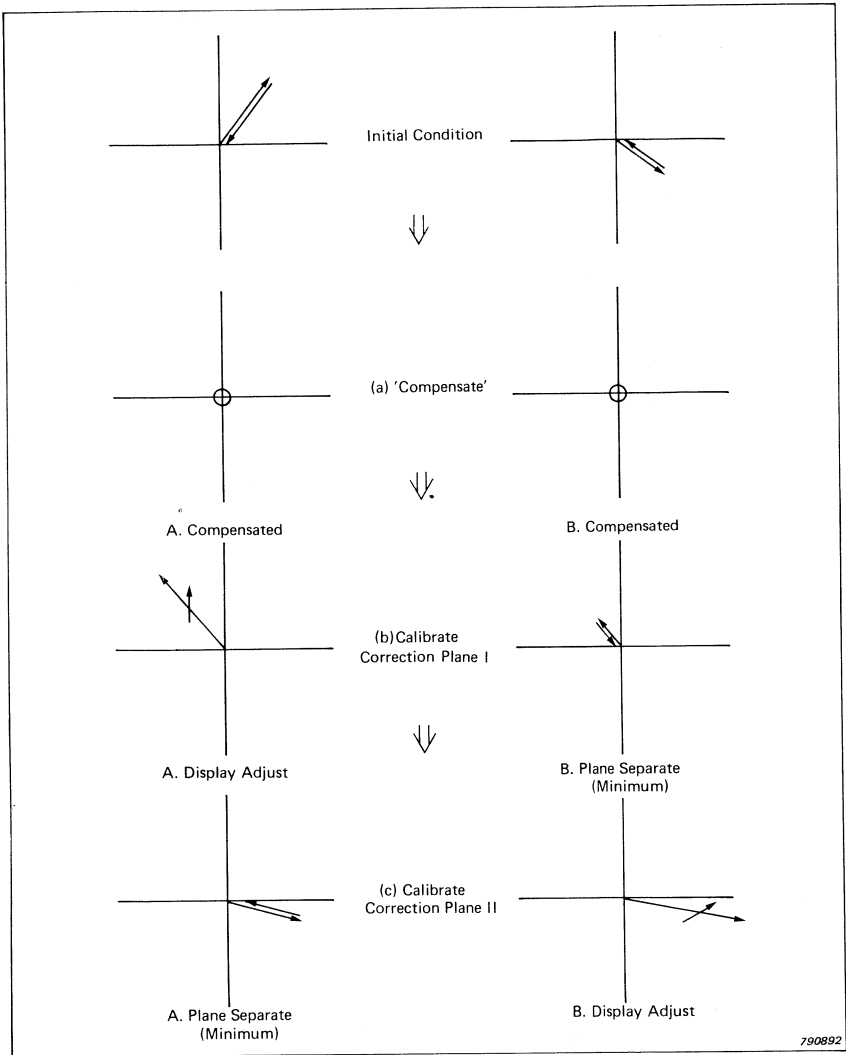 Initial Condition
(a) 'Compensate'
A. Compensated
B. Compensated
(b) Calibrate
Correction Plane I
A. Display Adjust
B. Plane Separate
(Minimum)
(c) Calibrate
Correction Plane II
A. Plane Separate
(Minimum)
B. Display Adjust
790892